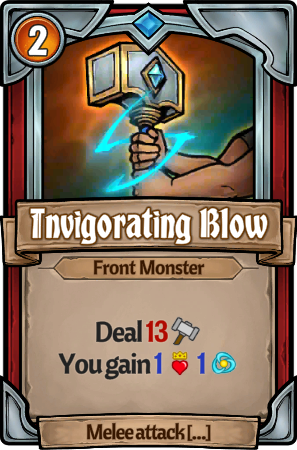 2
Invigorating Blow
Front Monster
Deal 13
You gain 1 1
Melee attack [...]